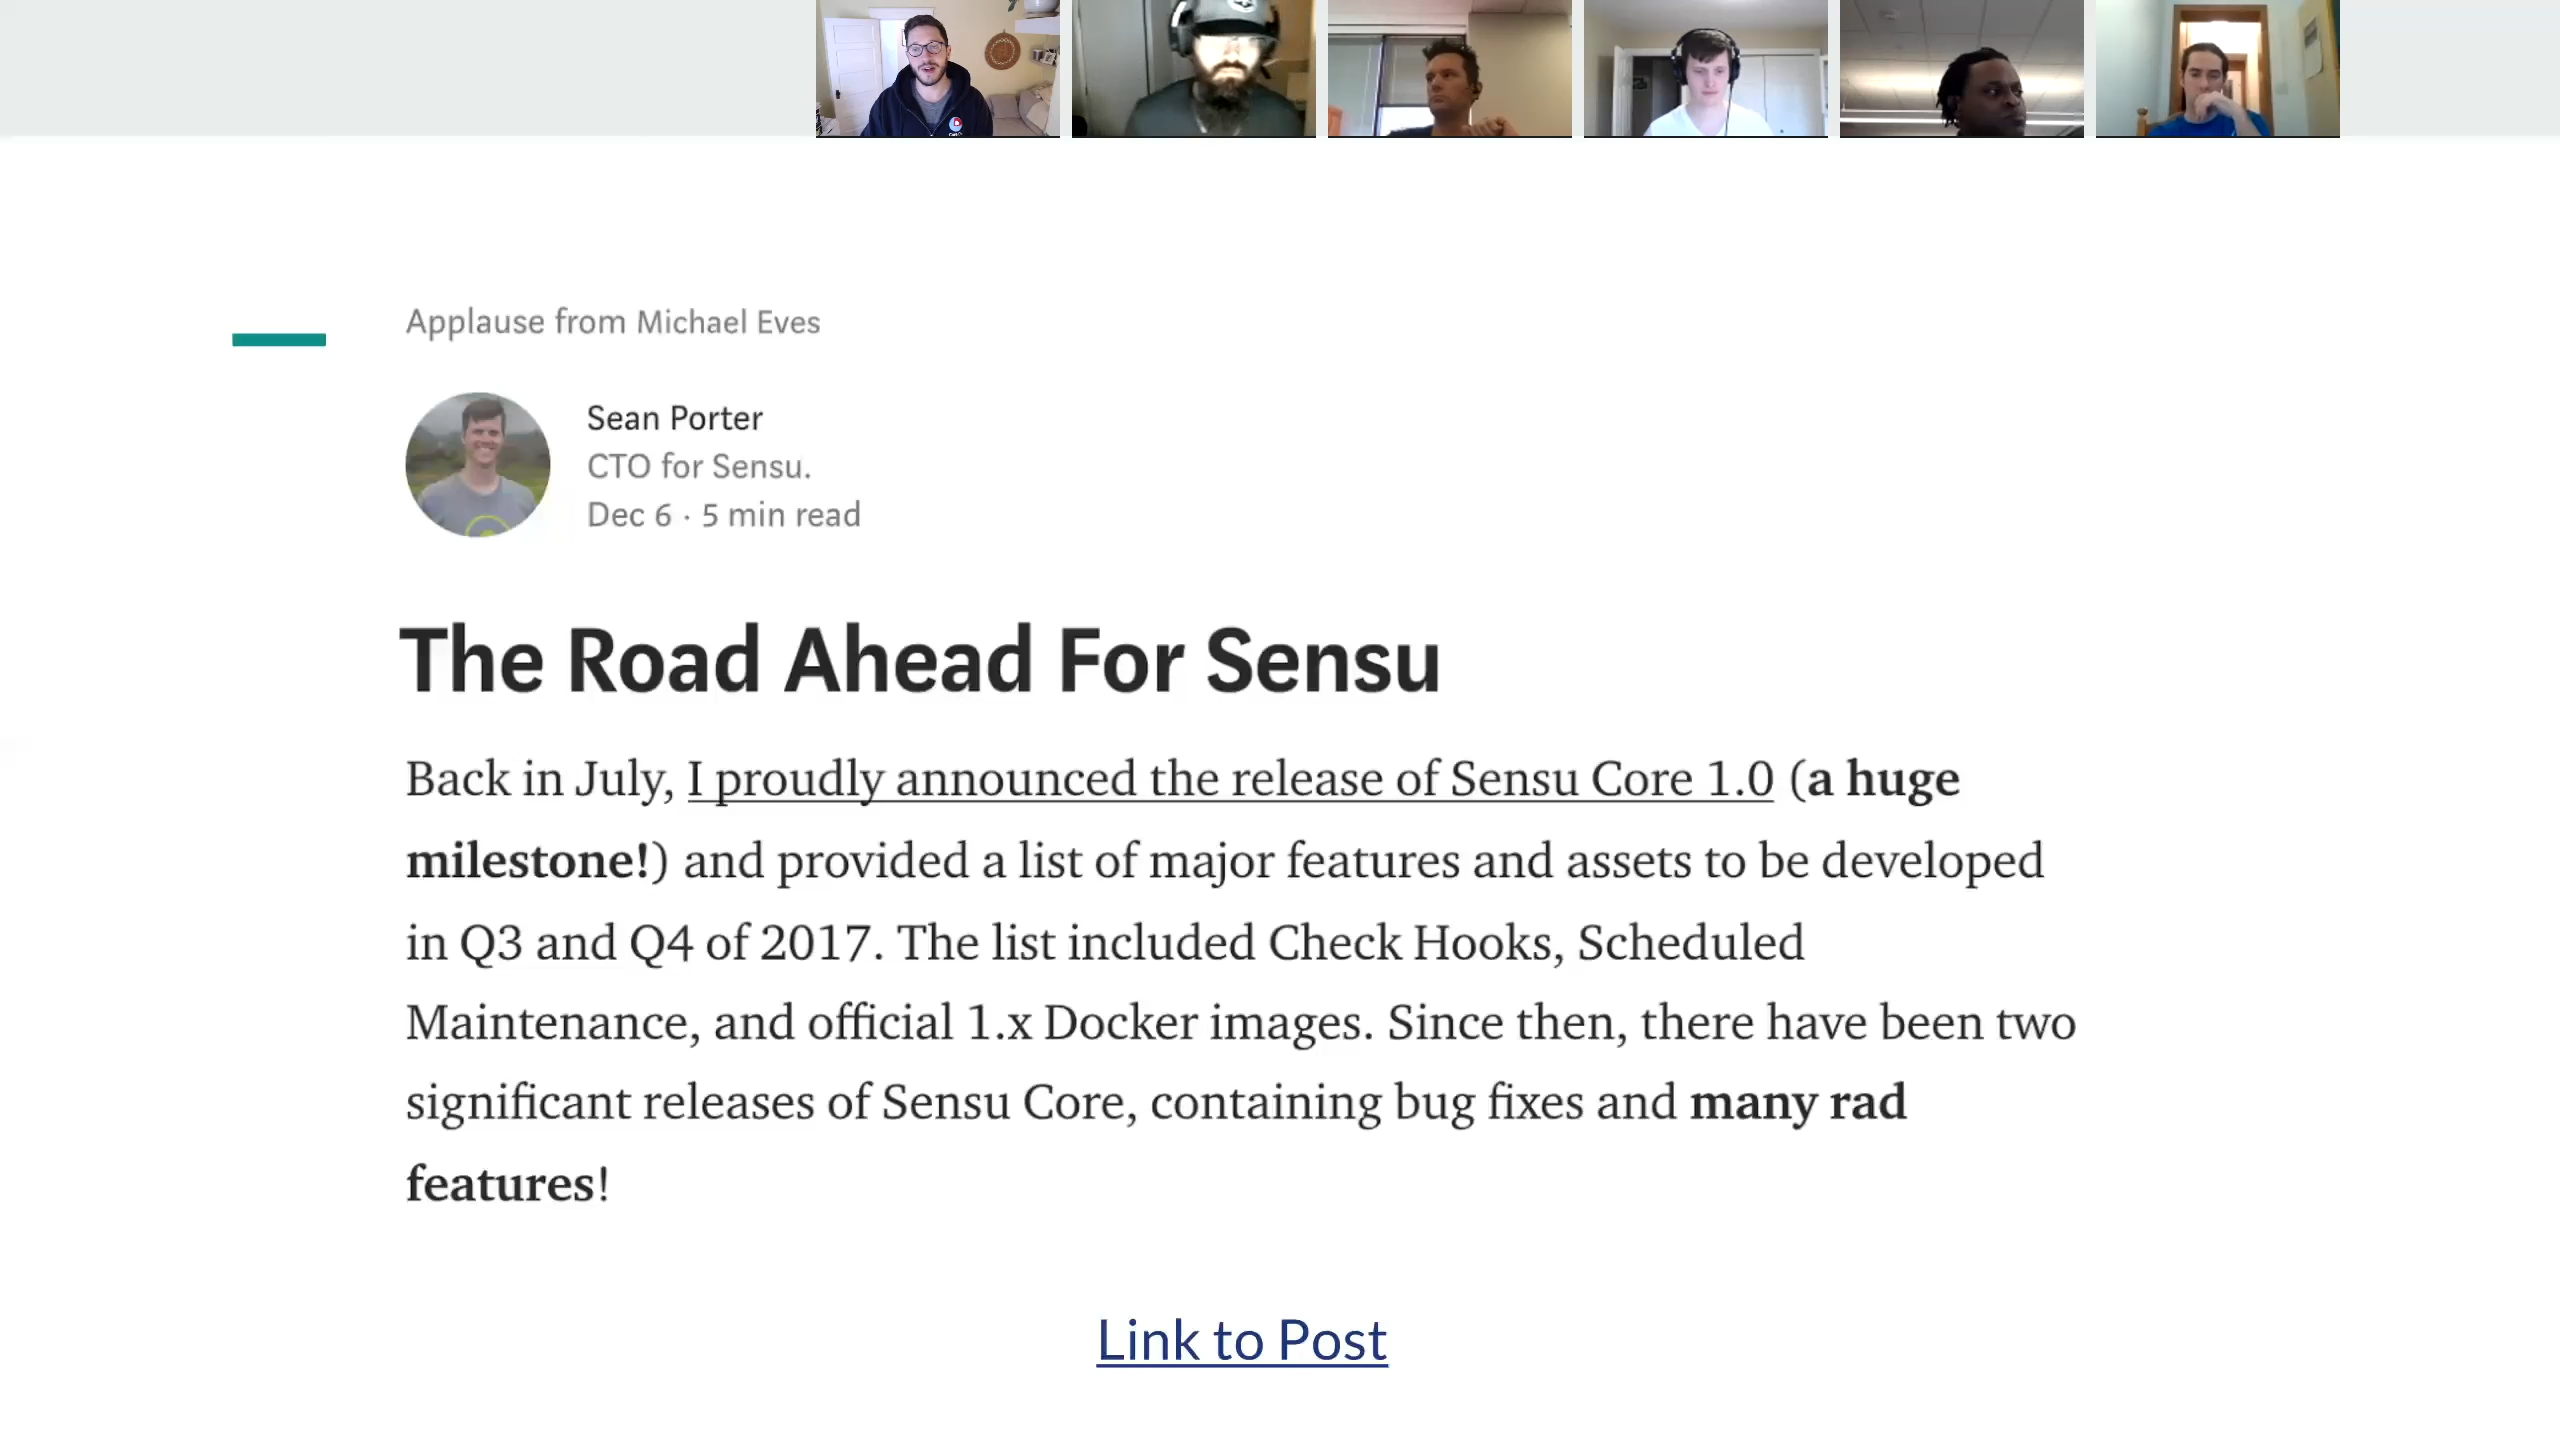 Applause from Michael Eves
Sean Porter
CTO for Sensu.
Dec 6 · 5 min read
The Road Ahead For Sensu
Back in July, I proudly announced the release of Sensu Core 1.0 (a huge
milestone!) and provided a list of major features and assets to be developed
in Q3 and Q4 of 2017. The list included Check Hooks, Scheduled
Maintenance, and official 1.x Docker images. Since then, there have been two
significant releases of Sensu Core, containing bug fixes and many rad
features!
Link to Post